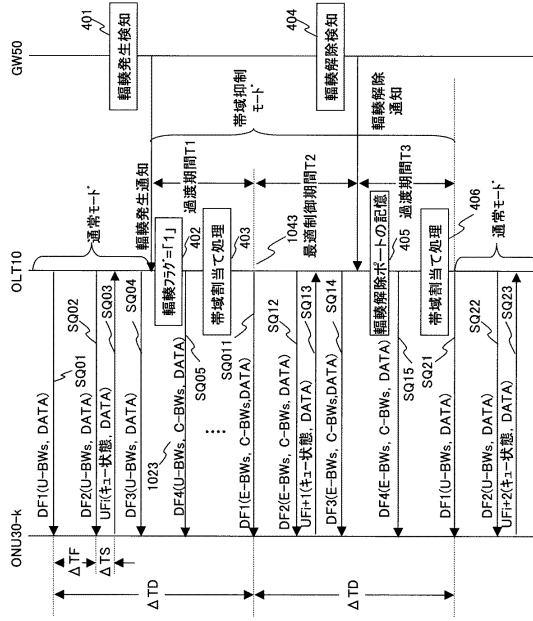 ONU30-k
OLT10
GW50
通常モード
DF1(U-BWs, DATA)
SQ01
ΔTF
DF2(U-BWs, DATA)
SQ02
ΔTS
UFi(キュー状態, DATA)
SQ03
DF3(U-BWs, DATA)
SQ04
輻輳発生通知
輻輳発生検知
401
帯域抑制
モード
過渡期間T1
輻輳フラグ=「1」
402
1023
DF4(U-BWs, C-BWs, DATA)
SQ05
帯域割当て処理
403
ΔTD
DF1(E-BWs, C-BWs,DATA)
SQ011
1043
最適制御期間T2
DF2(E-BWs, C-BWs, DATA)
SQ12
UFi+1(キュー状態, DATA)
SQ13
DF3(E-BWs, C-BWs, DATA)
SQ14
輻輳解除検知
404
輻輳解除
通知
過渡期間T3
輻輳解除ポートの記憶
405
DF4(E-BWs, C-BWs, DATA)
SQ15
帯域割当て処理
406
ΔTD
DF1(U-BWs, DATA)
SQ21
通常モード
DF2(U-BWs, DATA)
SQ22
UFi+2(キュー状態, DATA)
SQ23